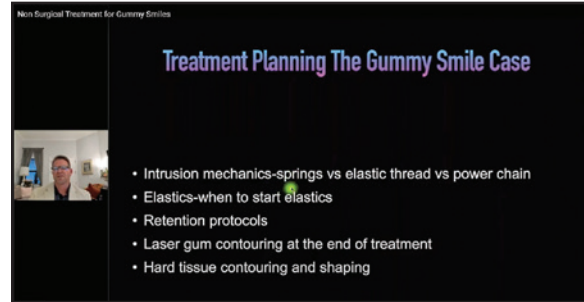 Non Surgical Treatment for Gummy Smiles
Treatment Planning The Gummy Smile Case
• Intrusion mechanics-springs vs elastic thread vs power chain
• Elastics-when to start elastics
• Retention protocols
• Laser gum contouring at the end of treatment
• Hard tissue contouring and shaping